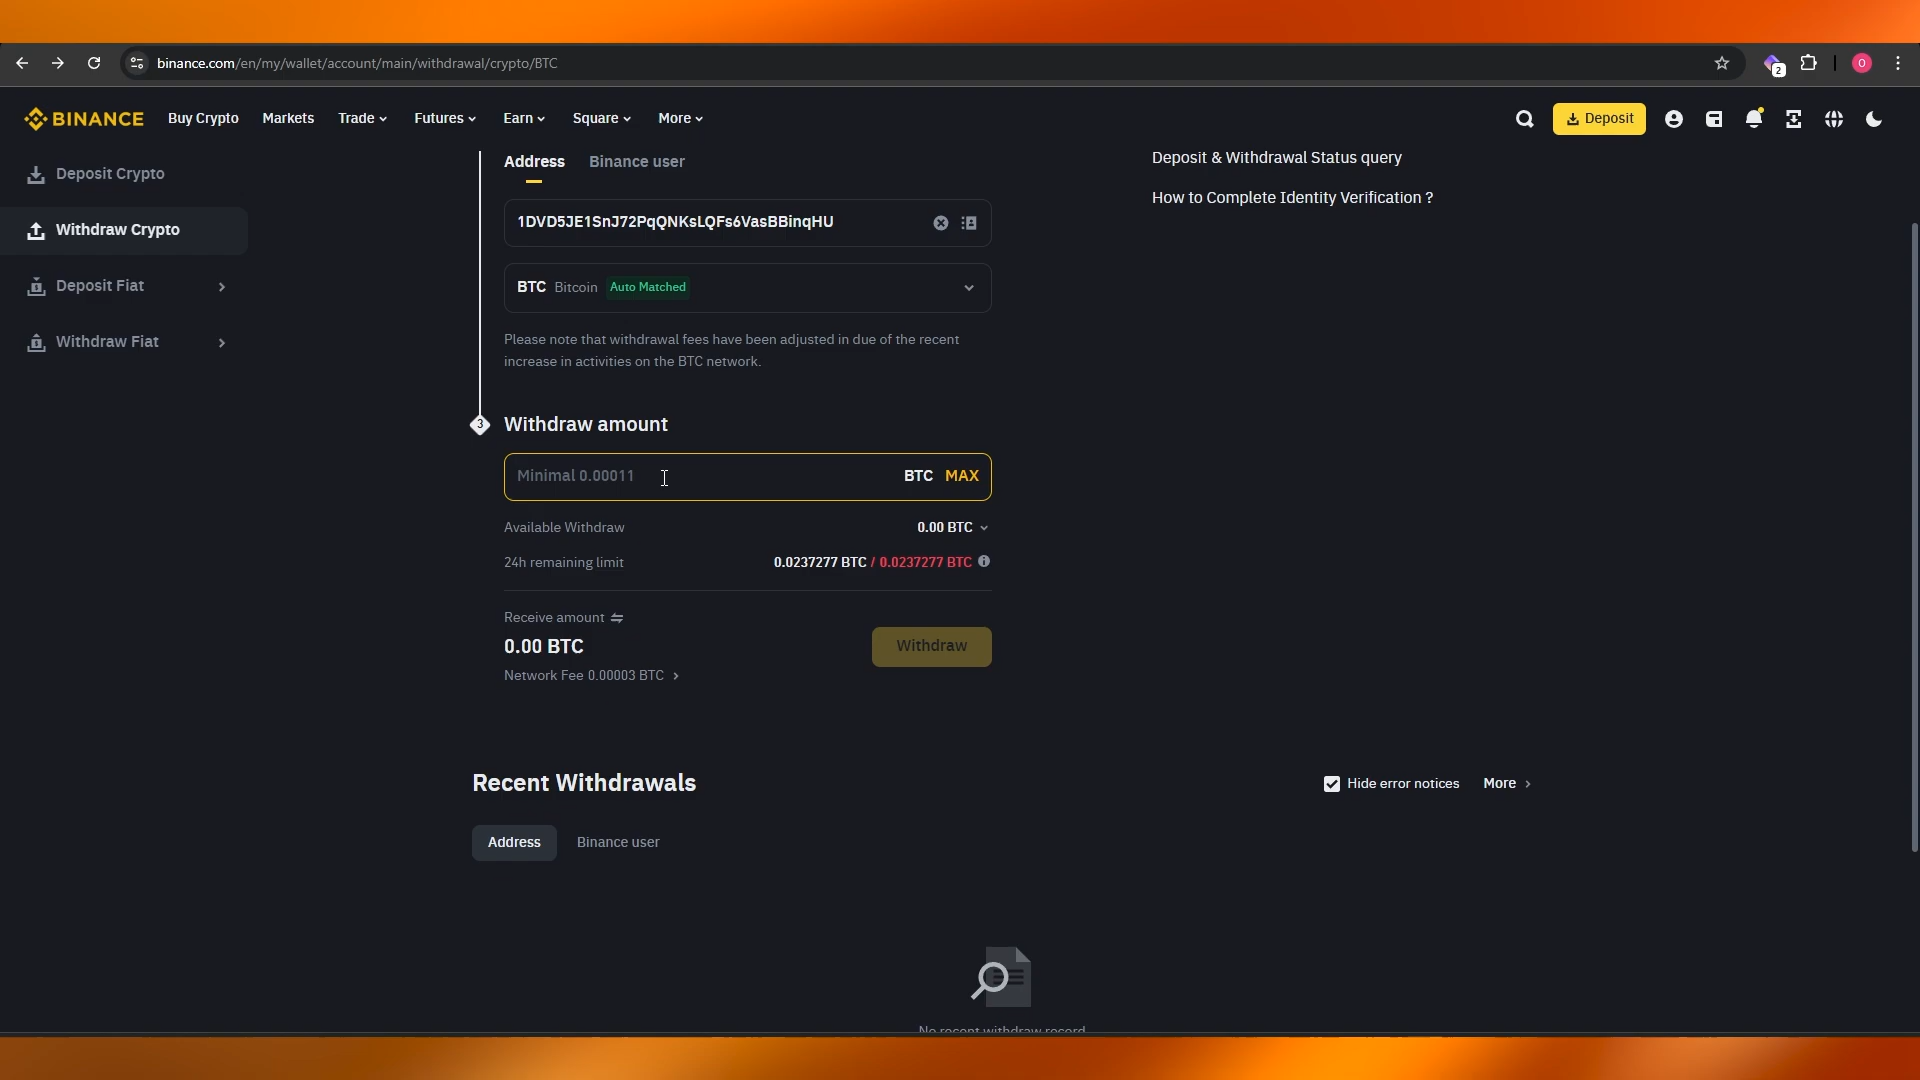 binance.com/en/my/wallet/account/main/withdrawal/crypto/BTC
2
O
BINANCE
Buy Crypto
Markets
Trade
Futures
Earn
Square
More
Deposit
Deposit Crypto
Withdraw Crypto
Deposit Fiat
Withdraw Fiat
Address
Binance user
1DVD5JE1SnJ72PqQNKsLQFs6VasBBinqHU
BTC Bitcoin Auto Matched
Please note that withdrawal fees have been adjusted in due of the recent
increase in activities on the BTC network.
3
Withdraw amount
Minimal 0.00011
BTC MAX
Available Withdraw
0.00 BTC
24h remaining limit
0.0237277 BTC / 0.0237277 BTC
Receive amount
0.00 BTC
Network Fee 0.00003 BTC
Withdraw
Deposit & Withdrawal Status query
How to Complete Identity Verification ?
Recent Withdrawals
Hide error notices
More
Address
Binance user
No recent withdraw record